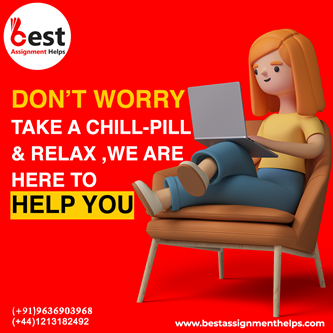 best
Assignment Helps
DON'T WORRY
TAKE A CHILL-PILL
& RELAX ,WE ARE
HERE TO
HELP YOU
(+91)9636903968
(+44)1213182492
www.bestassignmenthelps.com